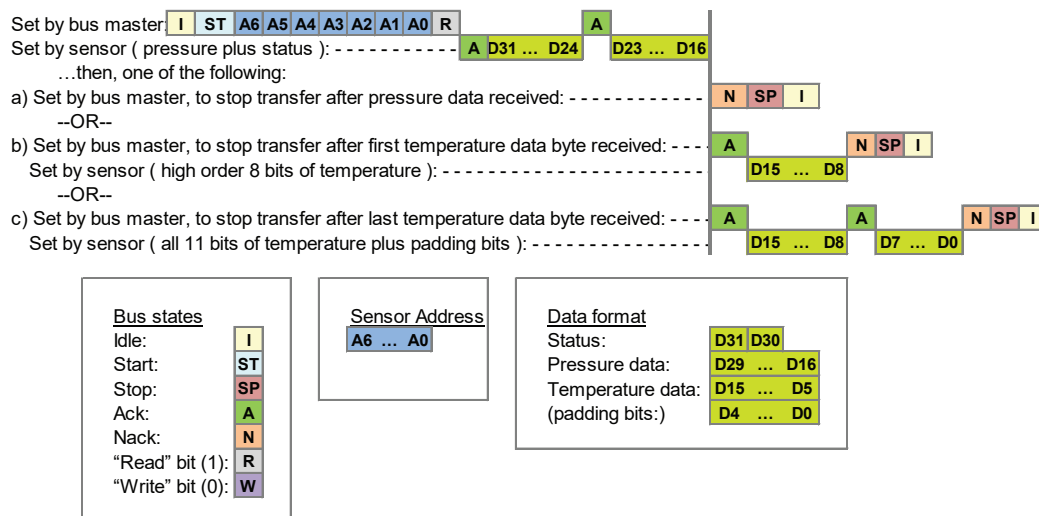 Set by bus master: I ST A6 A5 A4 A3 A2 A1 A0 R A
Set by sensor ( pressure plus status ): - - - - - - - - - - - A D31 ... D24 D23 ... D16
…then, one of the following:
a) Set by bus master, to stop transfer after pressure data received: - - - - - - - - - - - - N SP I
--OR--
b) Set by bus master, to stop transfer after first temperature data byte received: - - - - A N SP I
Set by sensor ( high order 8 bits of temperature ): - - - - - - - - - - - - - - - - - - - - - - - D15 ... D8
--OR--
c) Set by bus master, to stop transfer after last temperature data byte received: - - - - A A N SP I
Set by sensor ( all 11 bits of temperature plus padding bits ): - - - - - - - - - - - - - - - D15 ... D8 D7 ... D0
Bus states
Idle: I
Start: ST
Stop: SP
Ack: A
Nack: N
“Read” bit (1): R
“Write” bit (0): W
Sensor Address
A6 ... A0
Data format
Status: D31 D30
Pressure data: D29 ... D16
Temperature data: D15 ... D5
(padding bits:) D4 ... D0